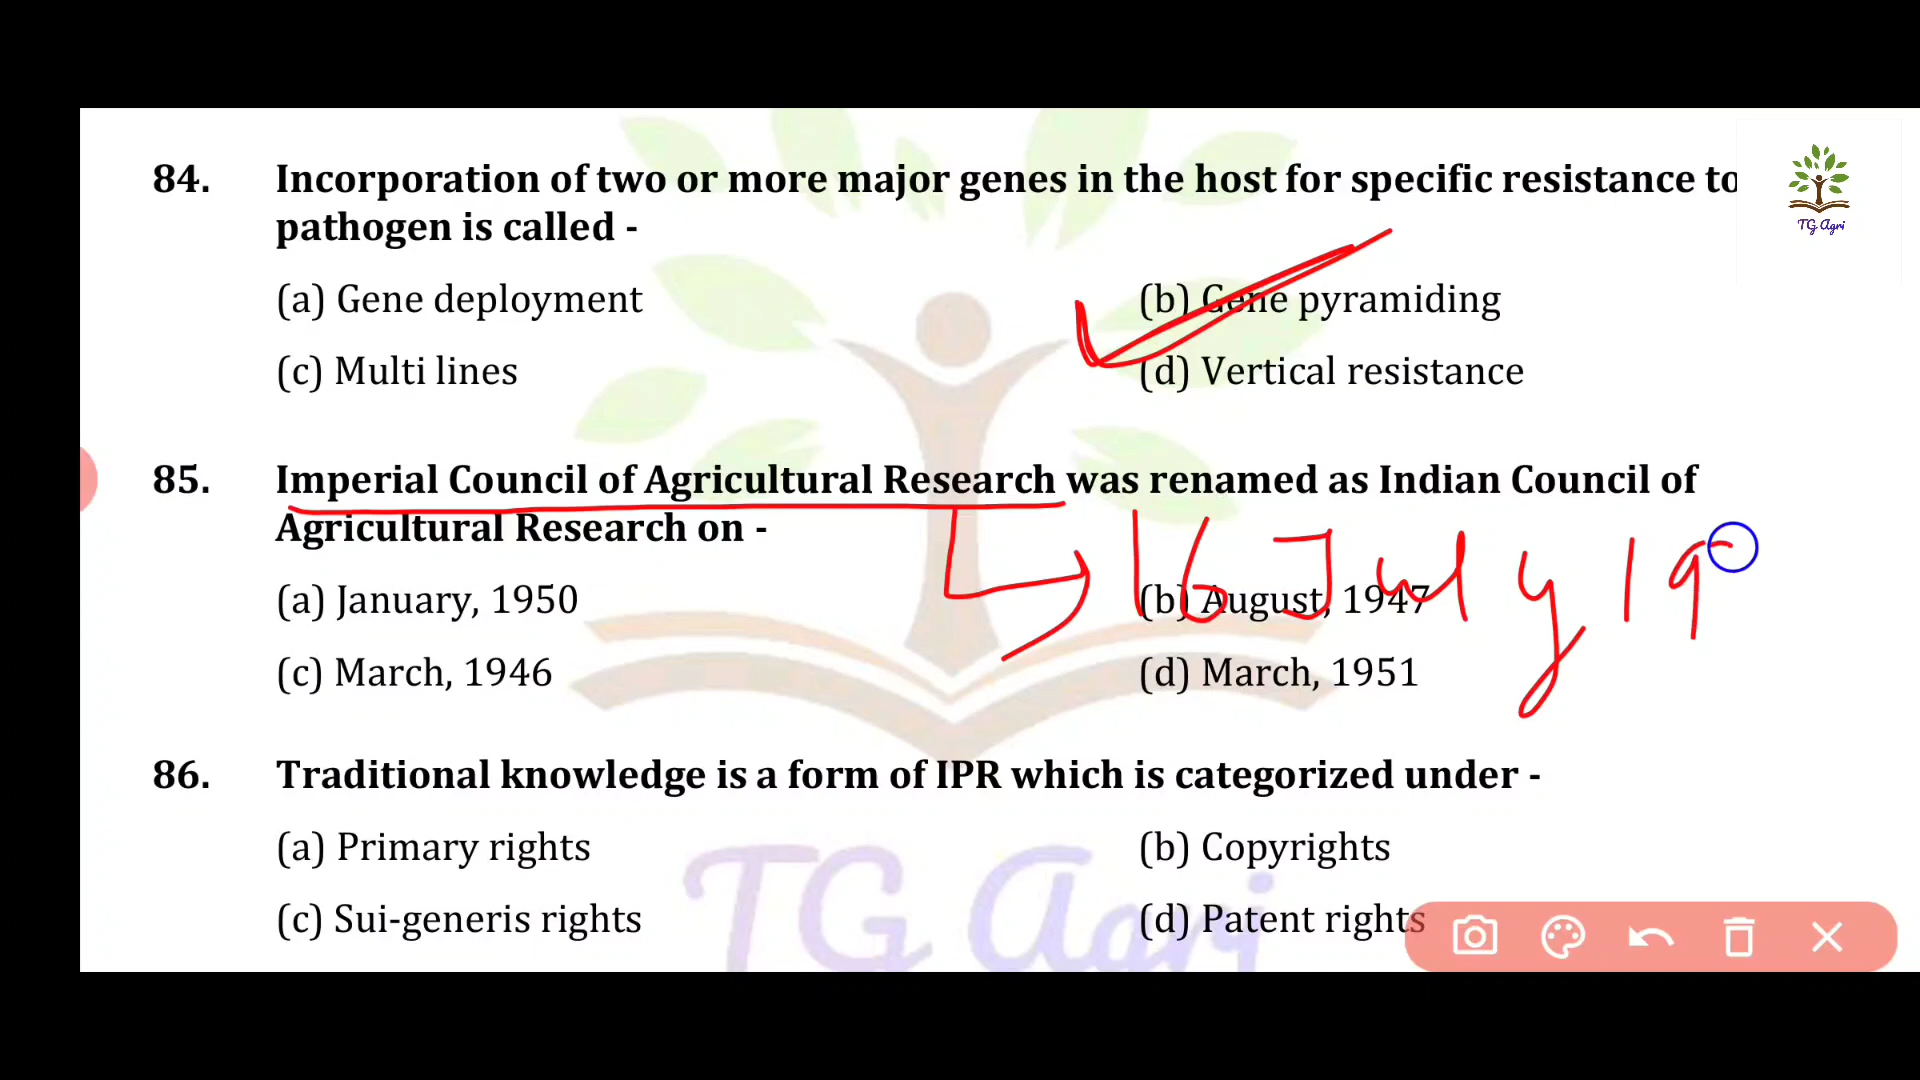 84. Incorporation of two or more major genes in the host for specific resistance to
pathogen is called -
(a) Gene deployment (b) Gene pyramiding
(c) Multi lines (d) Vertical resistance
TG Agri
85. Imperial Council of Agricultural Research was renamed as Indian Council of
Agricultural Research on -
16 July 19
(a) January, 1950 (b) August, 1947
(c) March, 1946 (d) March, 1951
86. Traditional knowledge is a form of IPR which is categorized under -
(a) Primary rights (b) Copyrights
(c) Sui-generis rights (d) Patent rights
TG Agri